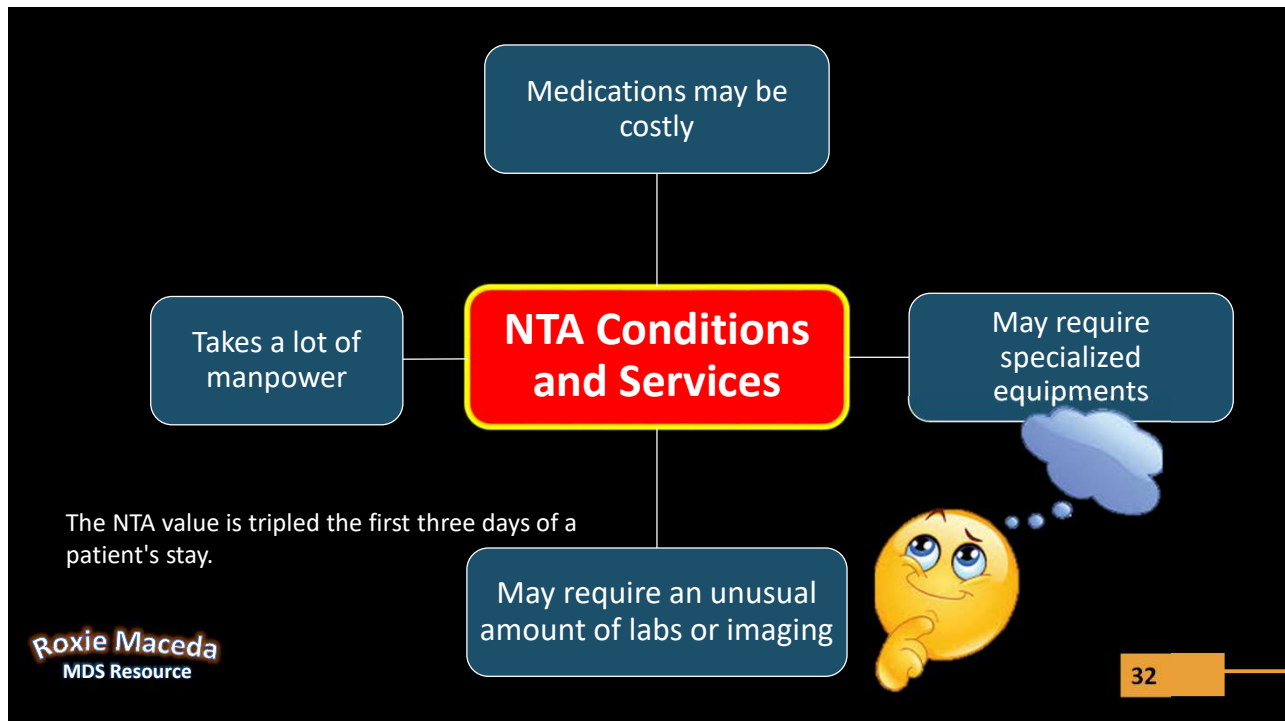 Medications may be
costly
Takes a lot of
manpower
NTA Conditions
and Services
May require
specialized
equipments
The NTA value is tripled the first three days of a
patient's stay.
May require an unusual
amount of labs or imaging
Roxie Maceda
MDS Resource
32